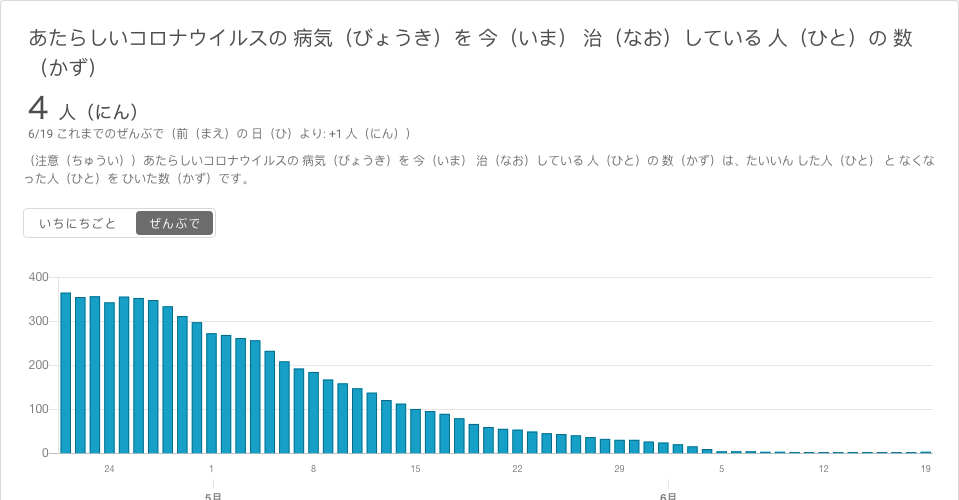 あたらしいコロナウイルスの 病気（びょうき）を 今（いま） 治（なお）している 人（ひと）の 数
（かず）
4 人（にん）
6/19 これまでのぜんぶで（前（まえ）の 日（ひ）より: +1 人（にん））
（注意（ちゅうい））あたらしいコロナウイルスの 病気（びょうき）を 今（いま） 治（なお）している 人（ひと）の 数（かず）は、たいいん した人（ひと） と なくな
った人（ひと）を ひいた数（かず）です。
いちにちごと ぜんぶで
400
300
200
100
0
24 1 8 15 22 29 5 12 19
5月 6月